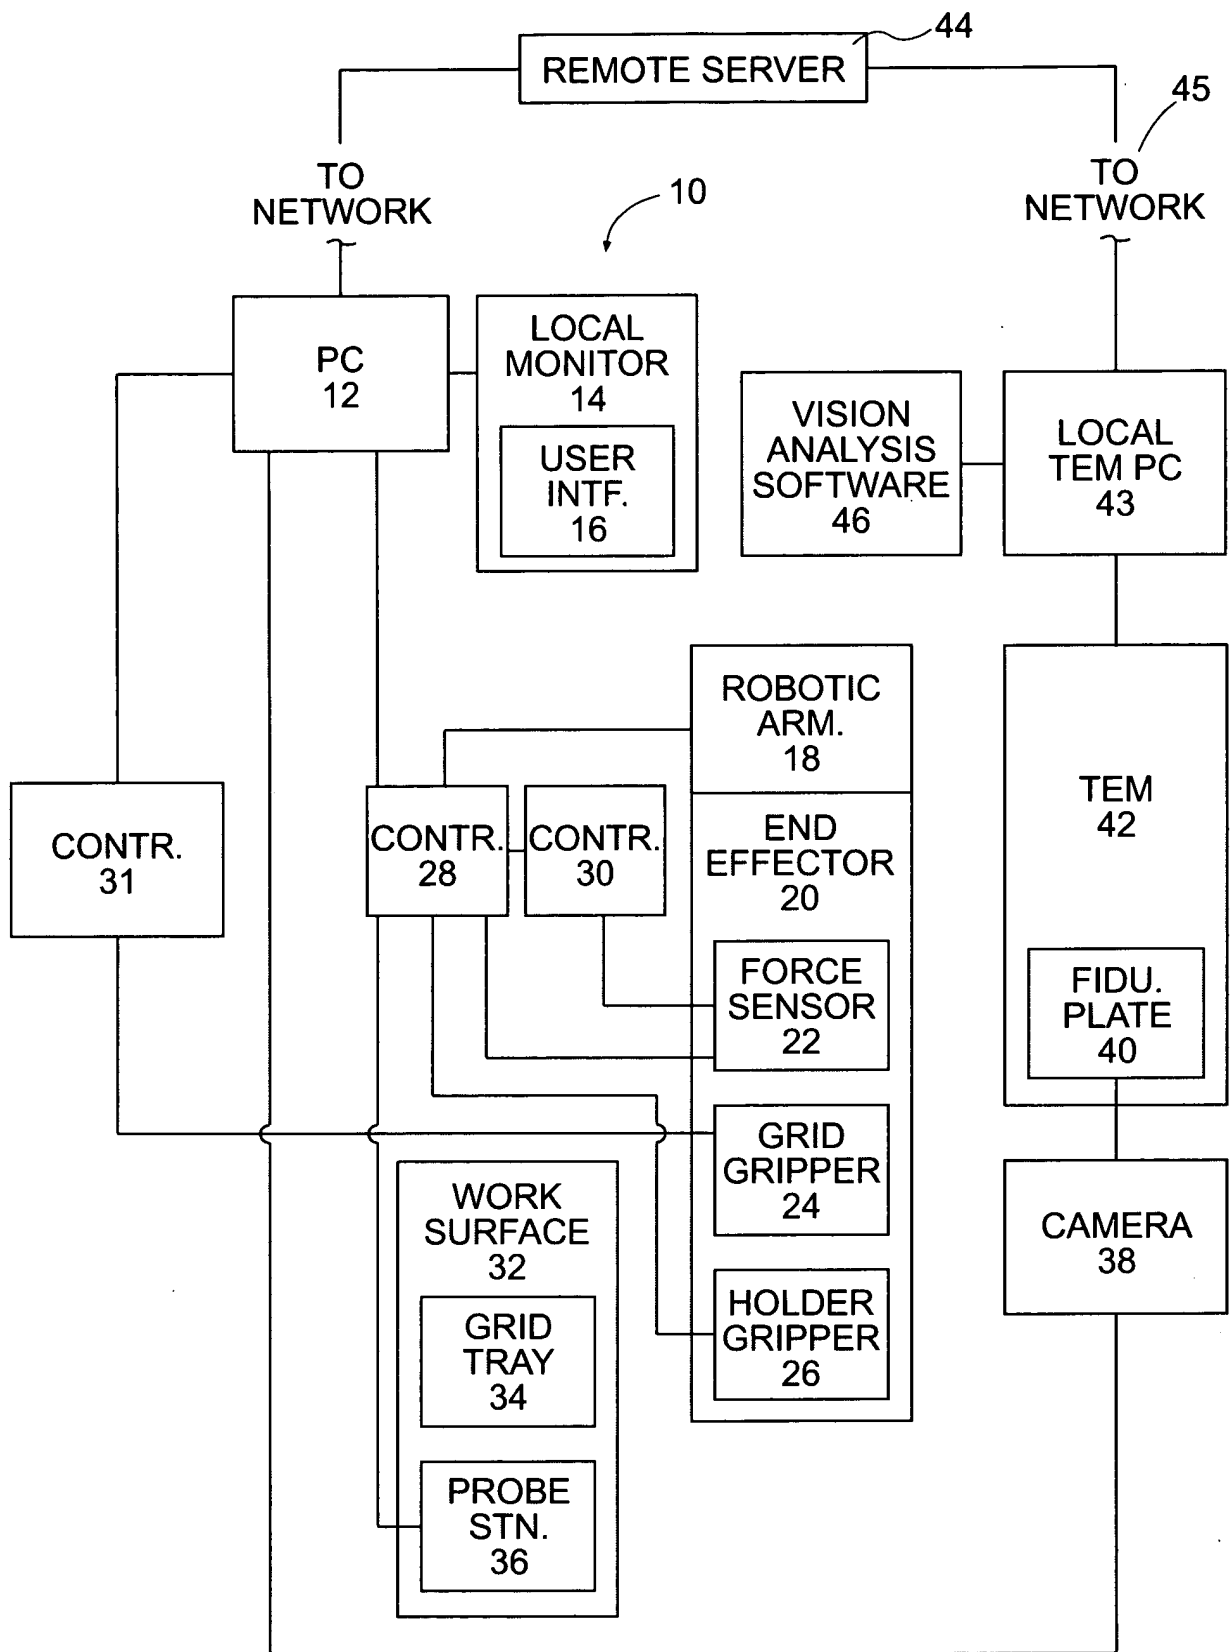 44
REMOTE SERVER
45
TO
NETWORK
10
TO
NETWORK
PC
12
LOCAL
MONITOR
14
USER
INTF.
16
VISION
ANALYSIS
SOFTWARE
46
LOCAL
TEM PC
43
ROBOTIC
ARM.
18
TEM
42
CONTR.
31
CONTR.
28
CONTR.
30
END
EFFECTOR
20
FORCE
SENSOR
22
FIDU.
PLATE
40
GRID
GRIPPER
24
WORK
SURFACE
32
CAMERA
38
GRID
TRAY
34
HOLDER
GRIPPER
26
PROBE
STN.
36